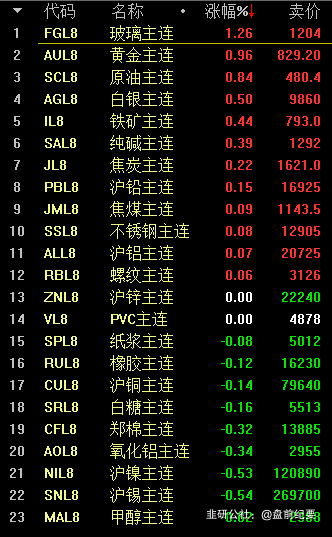 代码 名称 • 涨幅%↓ 卖价
1 FGL8 玻璃主连 1.26 1204
2 AUL8 黄金主连 0.96 829.20
3 SCL8 原油主连 0.84 480.4
4 AGL8 白银主连 0.50 9860
5 IL8 铁矿主连 0.44 793.0
6 SAL8 纯碱主连 0.39 1292
7 JL8 焦炭主连 0.22 1621.0
8 PBL8 沪铅主连 0.15 16925
9 JML8 焦煤主连 0.09 1143.5
10 SSL8 不锈钢主连 0.08 12905
11 ALL8 沪铝主连 0.07 20725
12 RBL8 螺纹主连 0.06 3126
13 ZNL8 沪锌主连 0.00 22240
14 VL8 PVC主连 0.00 4878
15 SPL8 纸浆主连 -0.08 5012
16 RUL8 橡胶主连 -0.12 16230
17 CUL8 沪铜主连 -0.14 79640
18 SRL8 白糖主连 -0.16 5513
19 CFL8 郑棉主连 -0.32 13885
20 AOL8 氧化铝主连 -0.34 2955
21 NIL8 沪镍主连 -0.53 120890
22 SNL8 沪锡主连 -0.54 269700
23 MAL8 甲醇主连
韭研公社：@盘前纪要